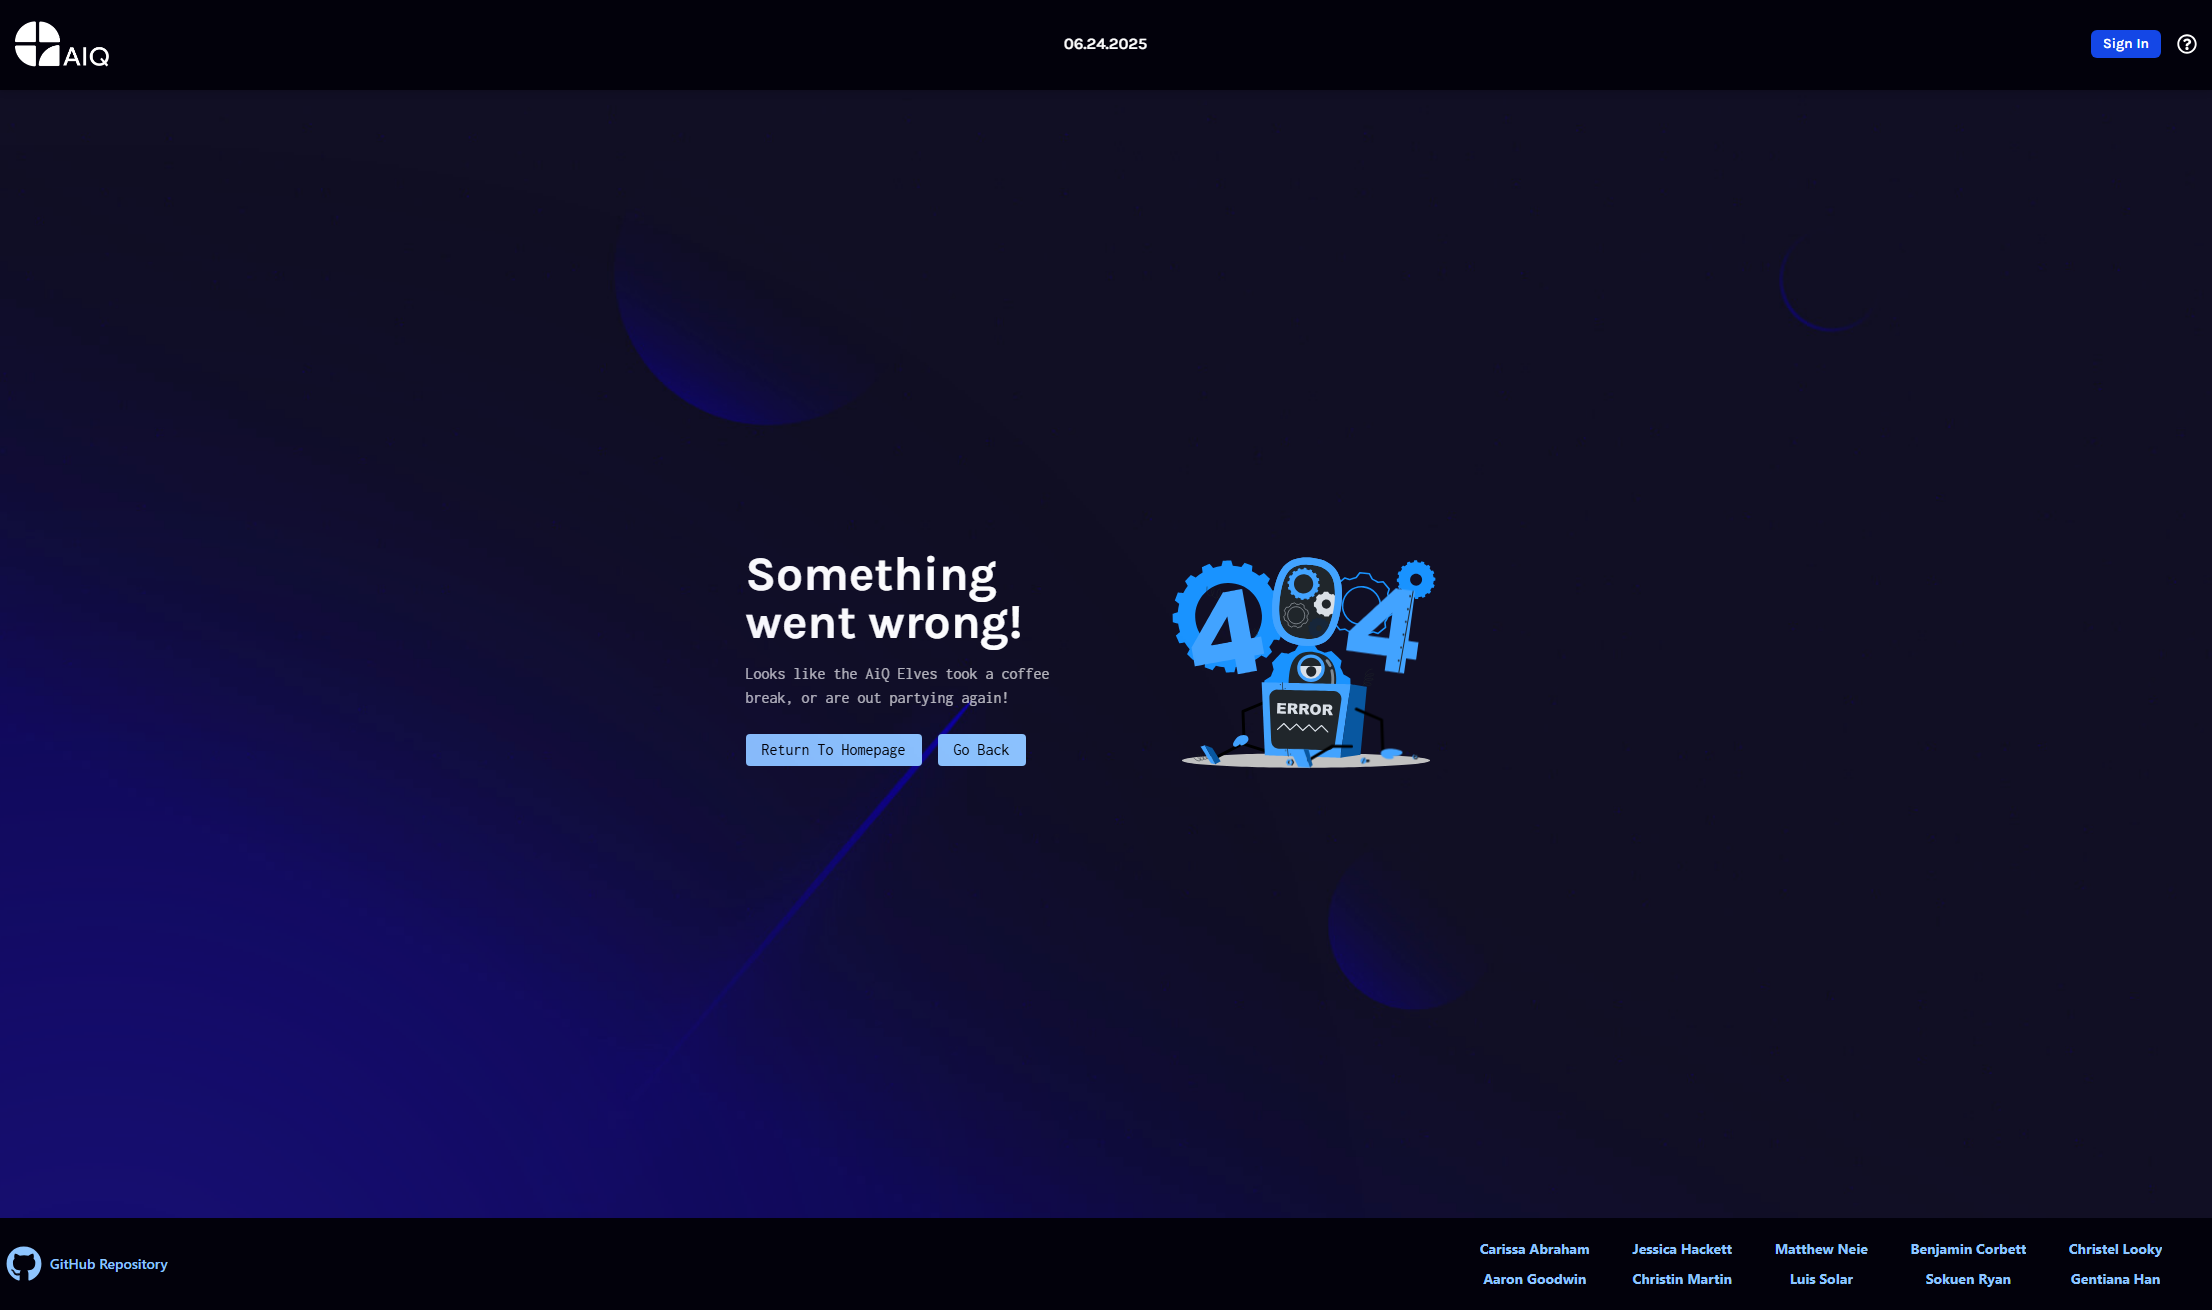 AIQ
06.24.2025
Sign In
Something
went wrong!
Looks like the AiQ Elves took a coffee
break, or are out partying again!
Return To Homepage
Go Back
4 4
ERROR
GitHub Repository
Carissa Abraham
Jessica Hackett
Matthew Neie
Benjamin Corbett
Christel Looky
Aaron Goodwin
Christin Martin
Luis Solar
Sokuen Ryan
Gentiana Han